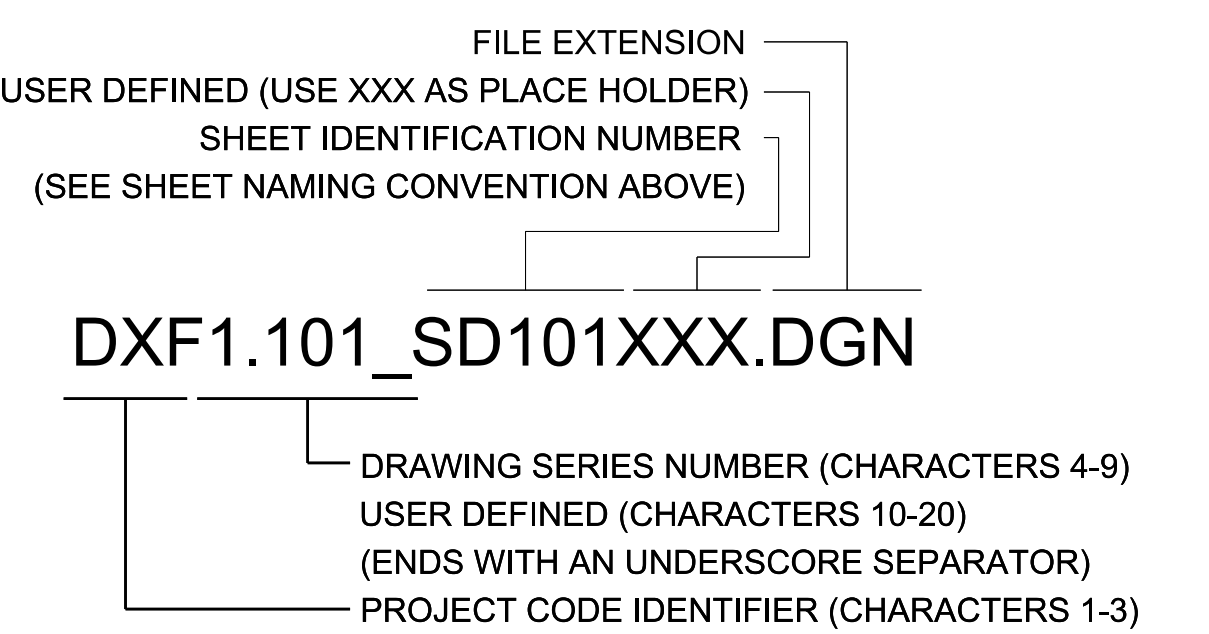 FILE EXTENSION
USER DEFINED (USE XXX AS PLACE HOLDER)
SHEET IDENTIFICATION NUMBER
(SEE SHEET NAMING CONVENTION ABOVE)
DXF1.101_SD101XXX.DGN
DRAWING SERIES NUMBER (CHARACTERS 4-9)
USER DEFINED (CHARACTERS 10-20)
(ENDS WITH AN UNDERSCORE SEPARATOR)
PROJECT CODE IDENTIFIER (CHARACTERS 1-3)